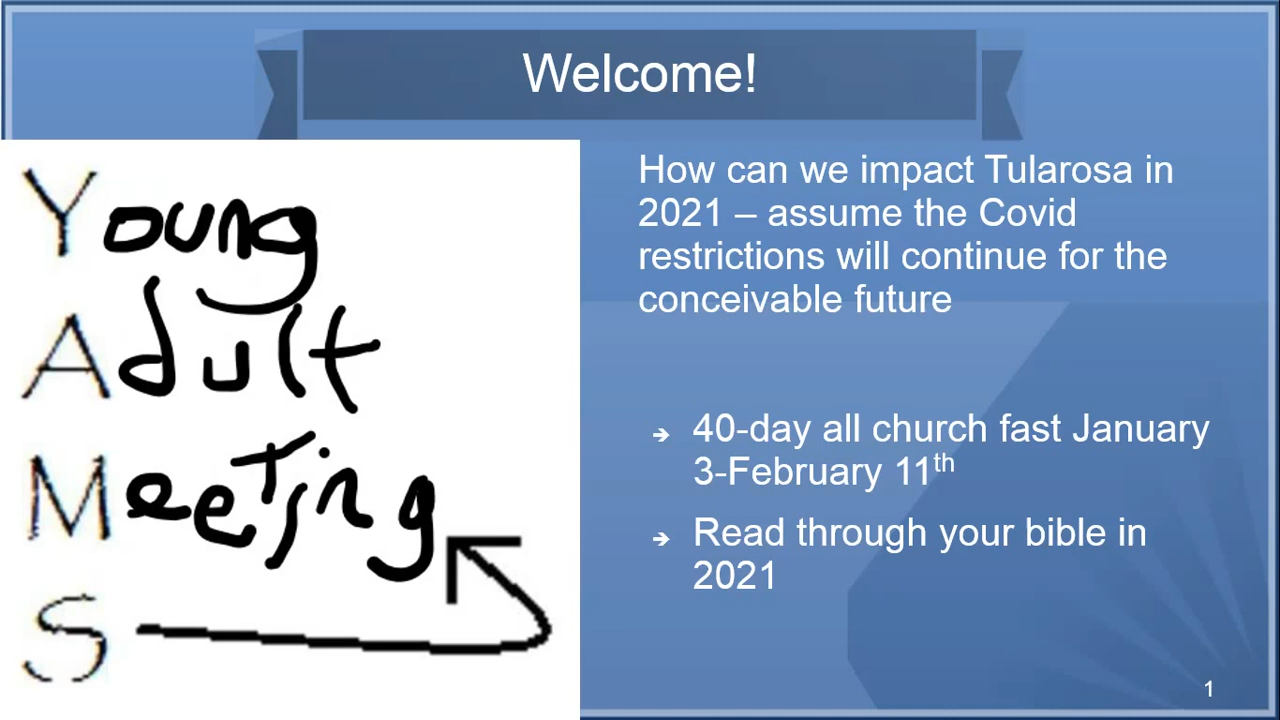 Welcome!
Young
Adult
Meeting
S
How can we impact Tularosa in
2021 – assume the Covid
restrictions will continue for the
conceivable future
➔ 40-day all church fast January
3-February 11th
➔ Read through your bible in
2021
1